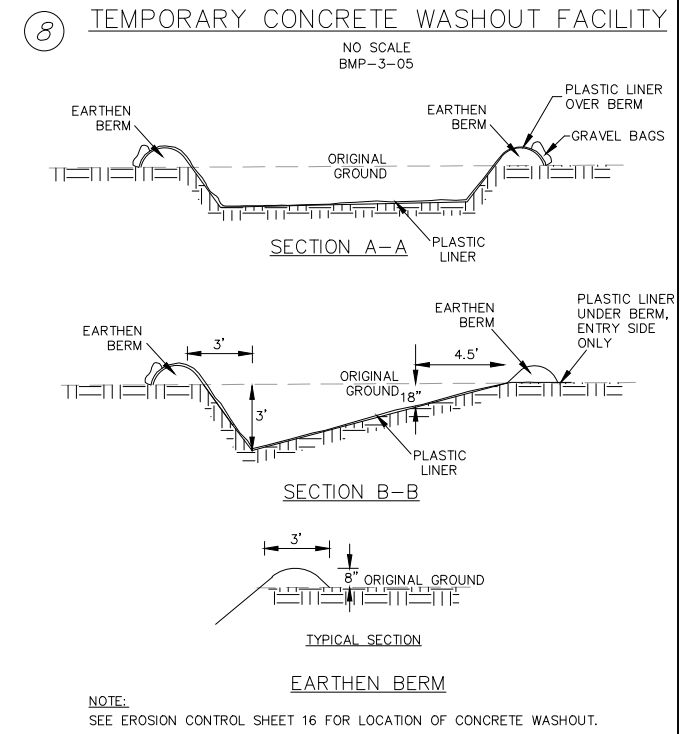 8 TEMPORARY CONCRETE WASHOUT FACILITY
NO SCALE
BMP-3-05
EARTHEN
BERM
EARTHEN
BERM
PLASTIC LINER
OVER BERM
GRAVEL BAGS
ORIGINAL
GROUND
PLASTIC
LINER
SECTION A-A
EARTHEN
BERM
3'
EARTHEN
BERM
PLASTIC LINER
UNDER BERM,
ENTRY SIDE
ONLY
4.5'
ORIGINAL
GROUND
18"
3'
PLASTIC
LINER
SECTION B-B
3'
8"
ORIGINAL GROUND
TYPICAL SECTION
EARTHEN BERM
NOTE:
SEE EROSION CONTROL SHEET 16 FOR LOCATION OF CONCRETE WASHOUT.